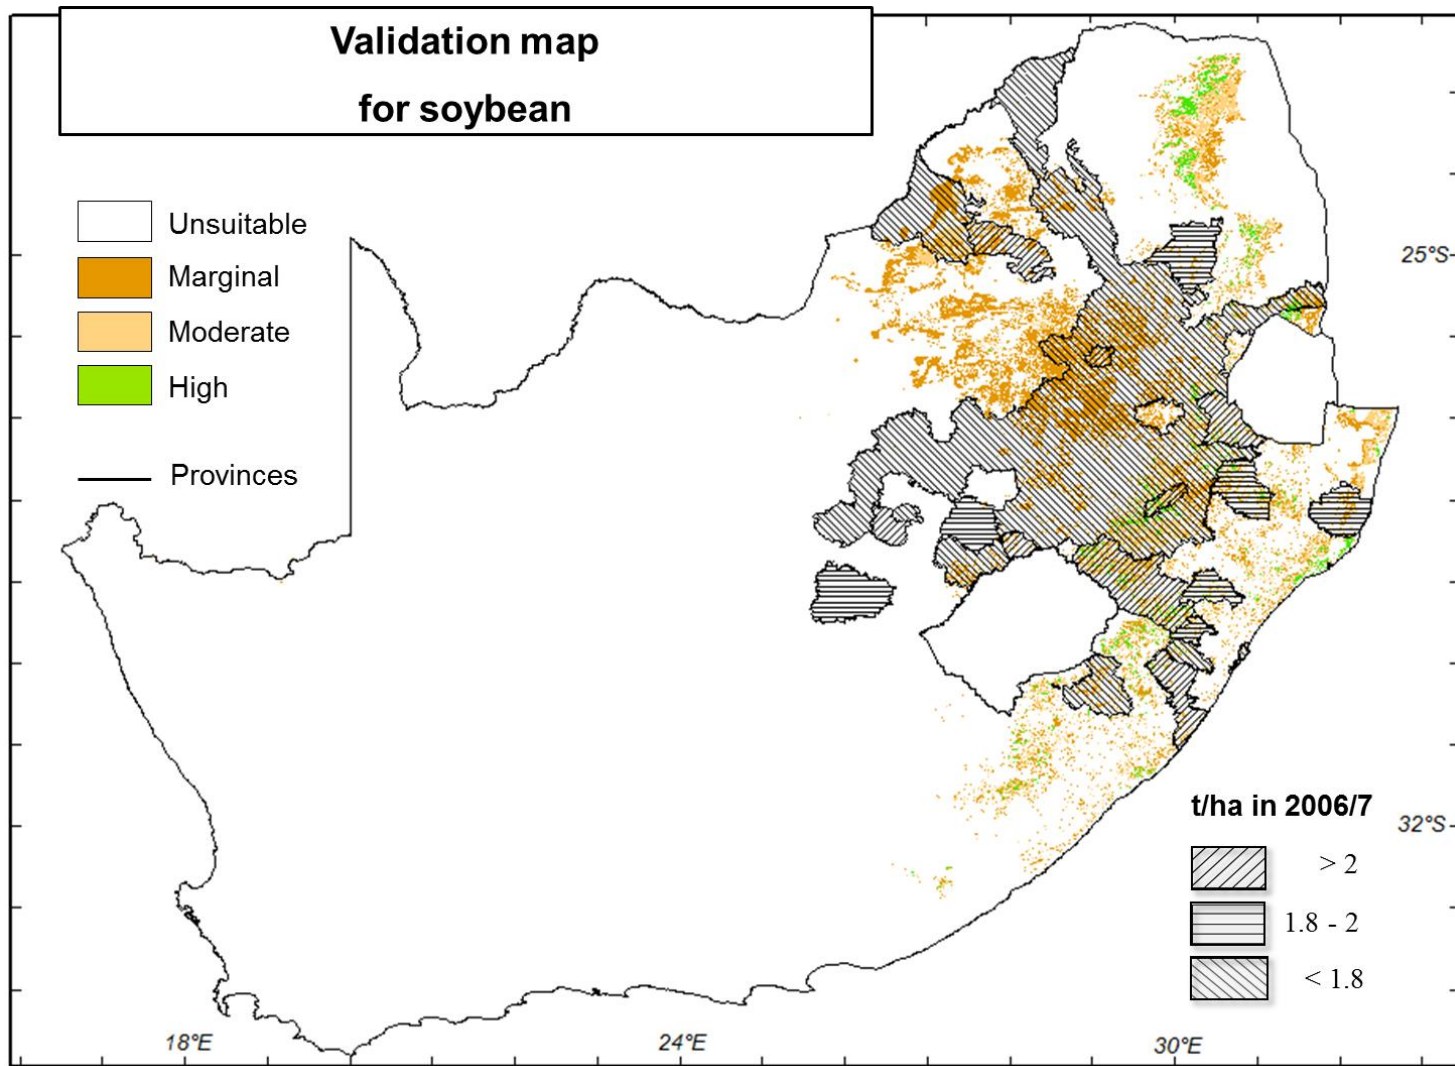 Validation map
for soybean
Unsuitable
Marginal
Moderate
High
Provinces
25°S
32°S
t/ha in 2006/7
> 2
1.8 - 2
< 1.8
18°E
24°E
30°E